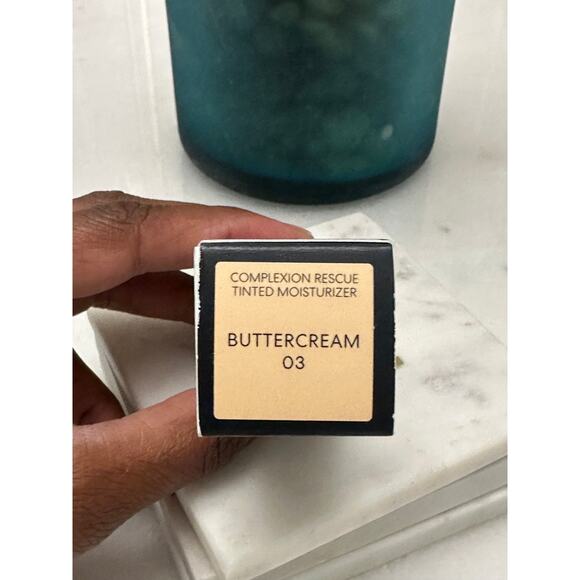 COMPLEXION RESCUE
TINTED MOISTURIZER
BUTTERCREAM
03